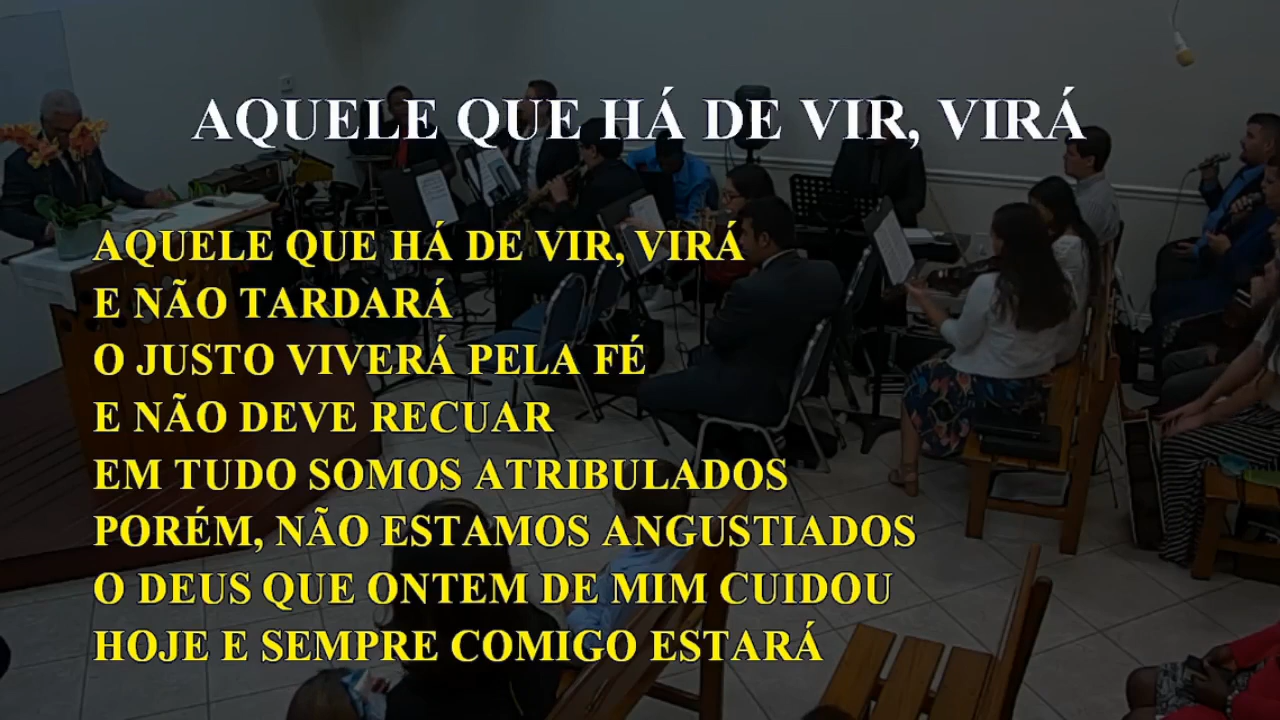 AQUELE QUE HÁ DE VIR, VIRÁ
AQUELE QUE HÁ DE VIR, VIRÁ
E NÃO TARDARÁ
O JUSTO VIVERÁ PELA FÉ
E NÃO DEVE RECUAR
EM TUDO SOMOS ATRIBULADOS
PORÉM, NÃO ESTAMOS ANGUSTIADOS
O DEUS QUE ONTEM DE MIM CUIDOU
HOJE E SEMPRE COMIGO ESTARÁ